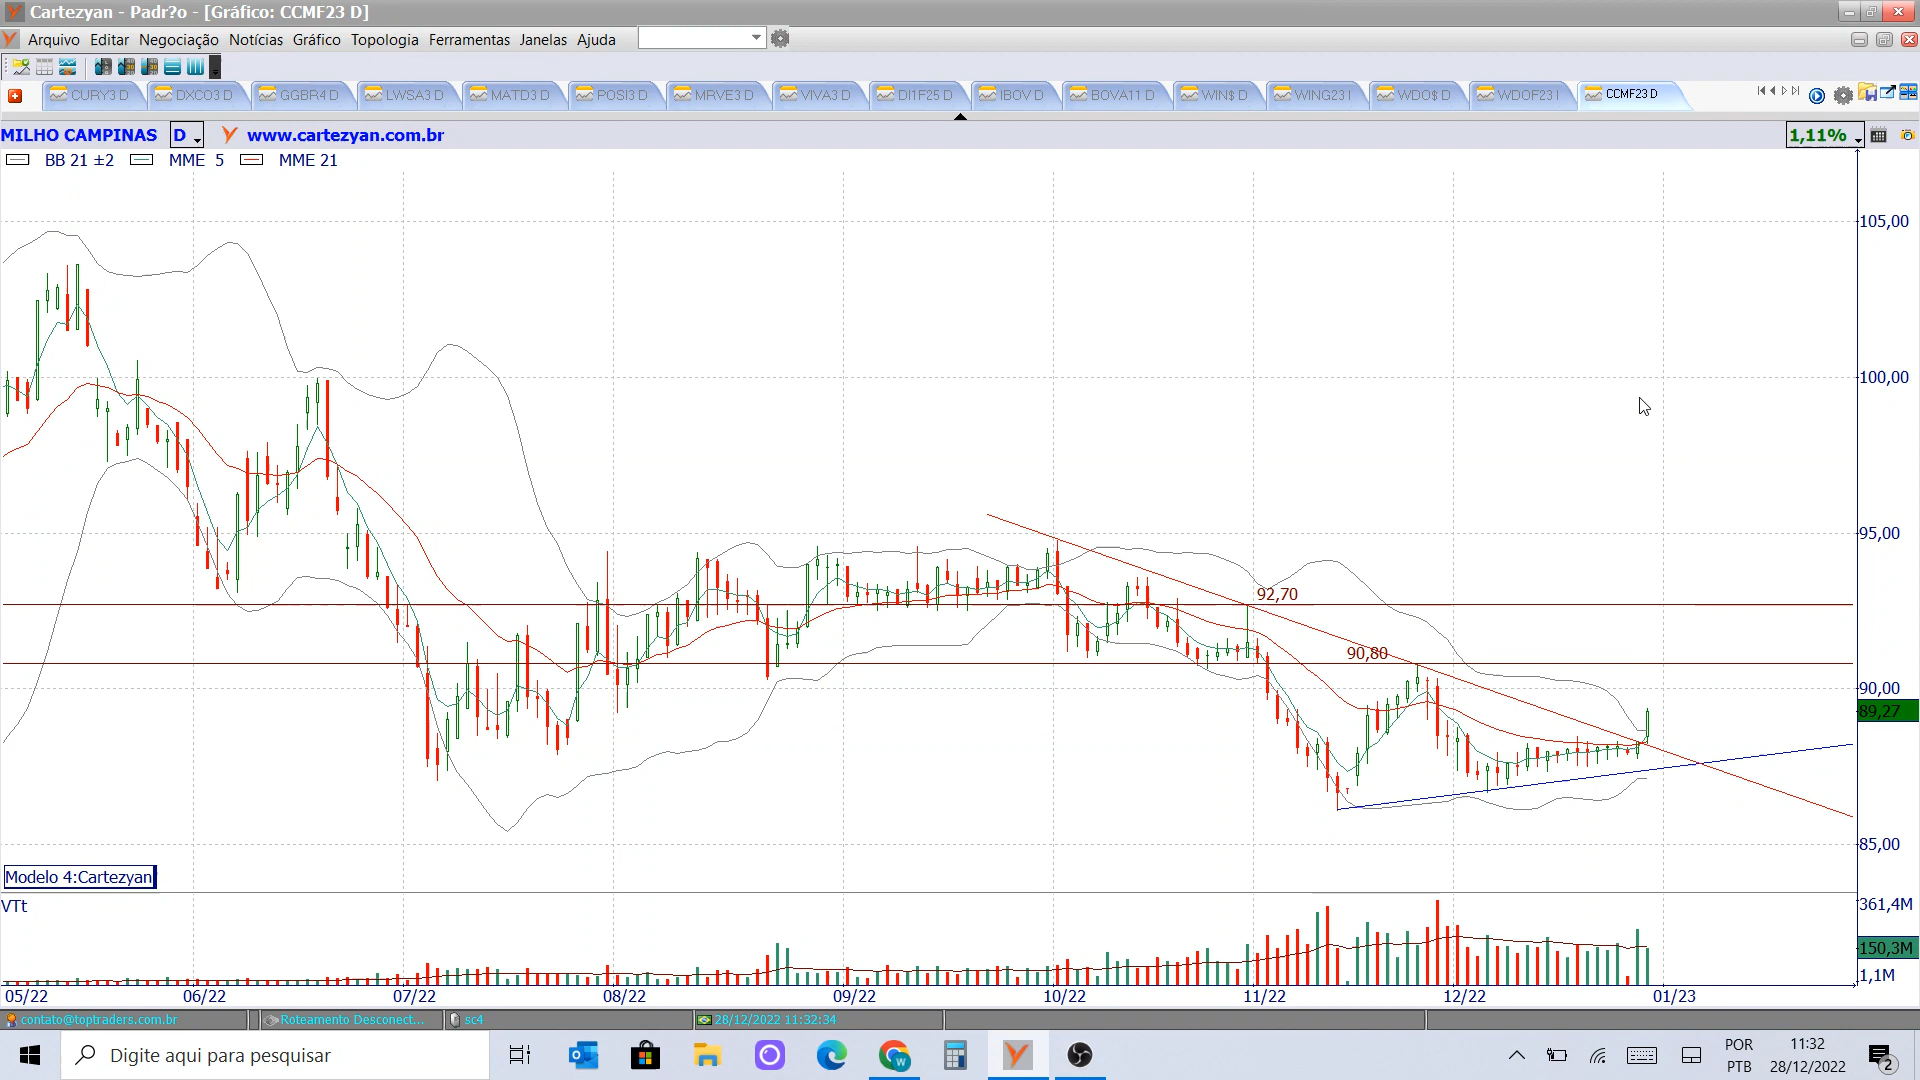 Cartezyan - Padr?o - [Gráfico: CCMF23 D]
Arquivo Editar Negociação Notícias Gráfico Topologia Ferramentas Janelas Ajuda
CURY3 D DXCO3 D GGBR4 D LWSA3 D MATD3 D POSI3 D MRVE3 D VIVA3 D DI1F25 D IBOV D BOVA11 D WIN$ D WING23 I WDO$ D WDOF23 I CCMF23 D
MILHO CAMPINAS D www.cartezyan.com.br 1,11%
BB 21 ±2 MME 5 MME 21
105,00
100,00
95,00
92,70
90,80
90,00
89,27
85,00
Modelo 4:Cartezyan
VTt
361,4M
150,3M
1,1M
05/22 06/22 07/22 08/22 09/22 10/22 11/22 12/22 01/23
contato@toptraders.com.br Roteamento Desconect... sc4 28/12/2022 11:32:34
Digite aqui para pesquisar
POR
PTB
11:32
28/12/2022
2